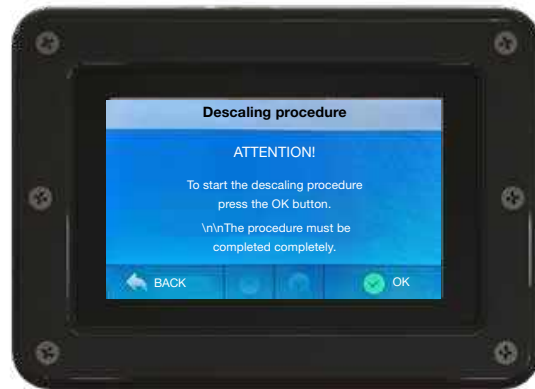 Descaling procedure
ATTENTION!
To start the descaling procedure
press the OK button.
\n\nThe procedure must be
completed completely.
BACK
OK